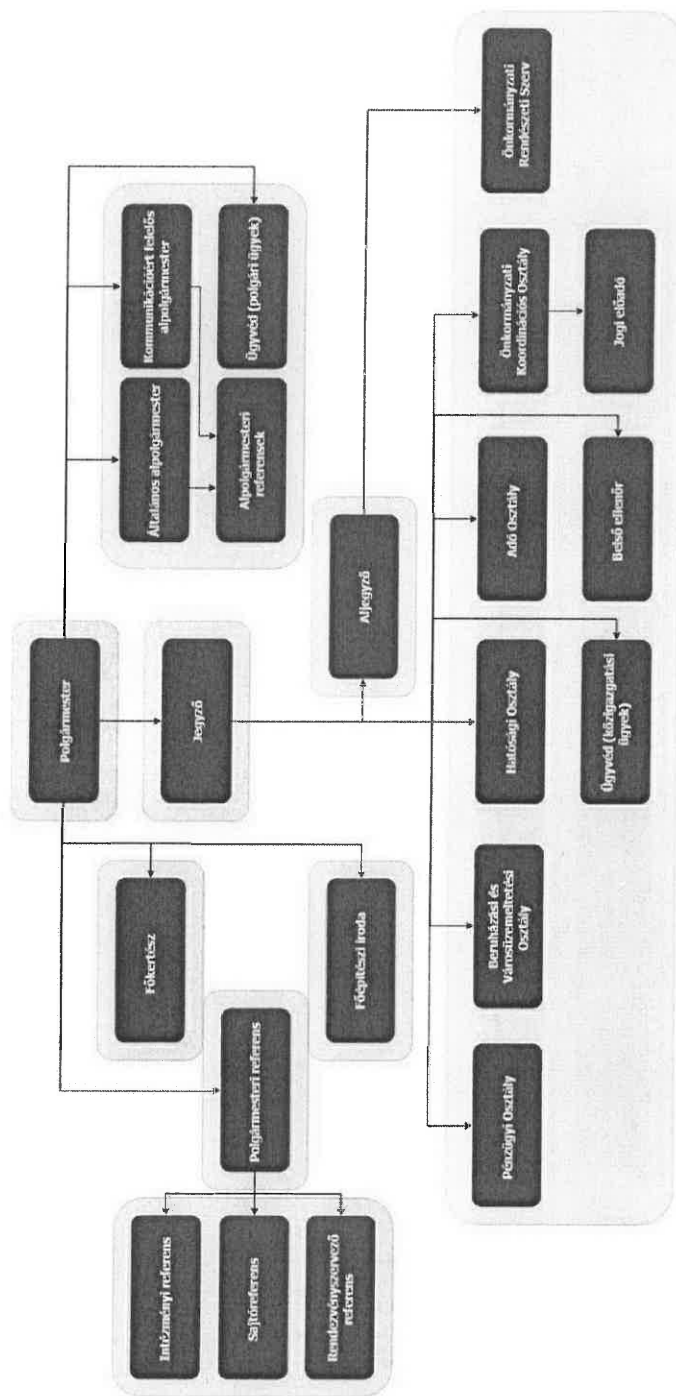 Polgármester
Általános alpolgármester
Kommunikációért felelős
alpolgármester
Alpolgármesteri
referensek
Ügyvéd (polgári ügyek)
Jegyző
Főkertész
Polgármesteri referens
Főépítészi iroda
Intézményi referens
Sajtóreferens
Rendezvényszervező
referens
Aljegyző
Pénzügyi Osztály
Beruházási és
Városüzemeltetési
Osztály
Hatósági Osztály
Adó Osztály
Önkormányzati
Koordinációs Osztály
Önkormányzati
Rendészeti Szerv
Ügyvéd (közigazgatási
ügyek)
Belső ellenőr
Jogi előadó